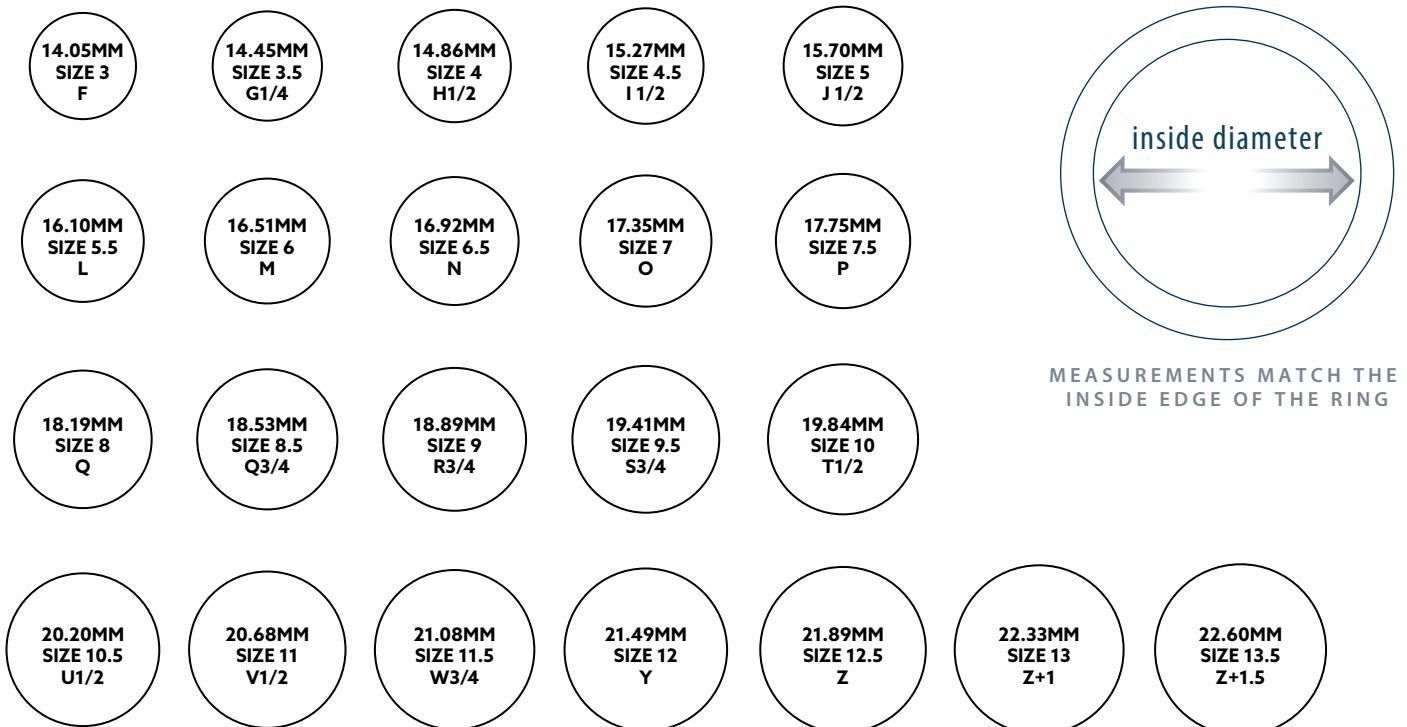 14.05MM
SIZE 3
F
14.45MM
SIZE 3.5
G1/4
14.86MM
SIZE 4
H1/2
15.27MM
SIZE 4.5
I 1/2
15.70MM
SIZE 5
J 1/2
inside diameter
MEASUREMENTS MATCH THE
INSIDE EDGE OF THE RING
16.10MM
SIZE 5.5
L
16.51MM
SIZE 6
M
16.92MM
SIZE 6.5
N
17.35MM
SIZE 7
O
17.75MM
SIZE 7.5
P
18.19MM
SIZE 8
Q
18.53MM
SIZE 8.5
Q3/4
18.89MM
SIZE 9
R3/4
19.41MM
SIZE 9.5
S3/4
19.84MM
SIZE 10
T1/2
20.20MM
SIZE 10.5
U1/2
20.68MM
SIZE 11
V1/2
21.08MM
SIZE 11.5
W3/4
21.49MM
SIZE 12
Y
21.89MM
SIZE 12.5
Z
22.33MM
SIZE 13
Z+1
22.60MM
SIZE 13.5
Z+1.5